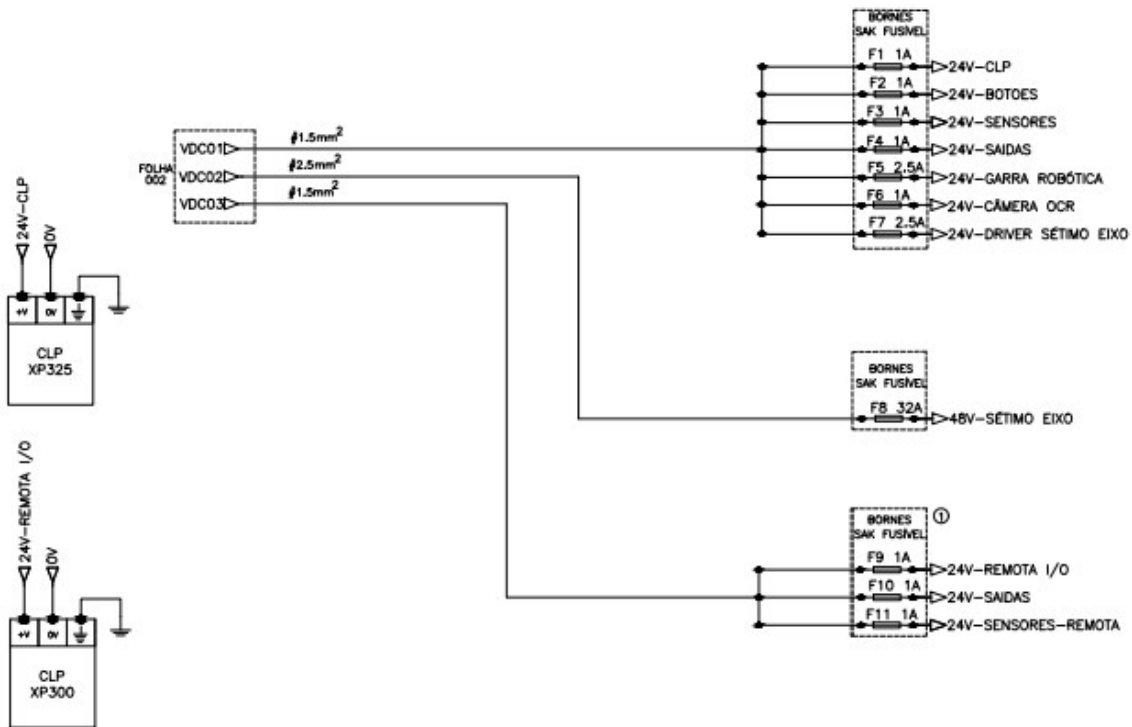 BORNES
SAK FUSÍVEL
F1 1A
24V-CLP
F2 1A
24V-BOTOES
F3 1A
24V-SENSORES
F4 1A
24V-SAIDAS
F5 2.5A
24V-GARRA ROBÓTICA
F6 1A
24V-CÂMERA OCR
F7 2.5A
24V-DRIVER SÉTIMO EIXO
FOLHA
002
VDC01
#1.5mm²
VDC02
#2.5mm²
VDC03
#1.5mm²
24V-CLP
0V
+V 0V
CLP
XP325
BORNES
SAK FUSÍVEL
F8 32A
48V-SÉTIMO EIXO
24V-REMOTA I/O
0V
+V 0V
CLP
XP300
BORNES
SAK FUSÍVEL
①
F9 1A
24V-REMOTA I/O
F10 1A
24V-SAIDAS
F11 1A
24V-SENSORES-REMOTA